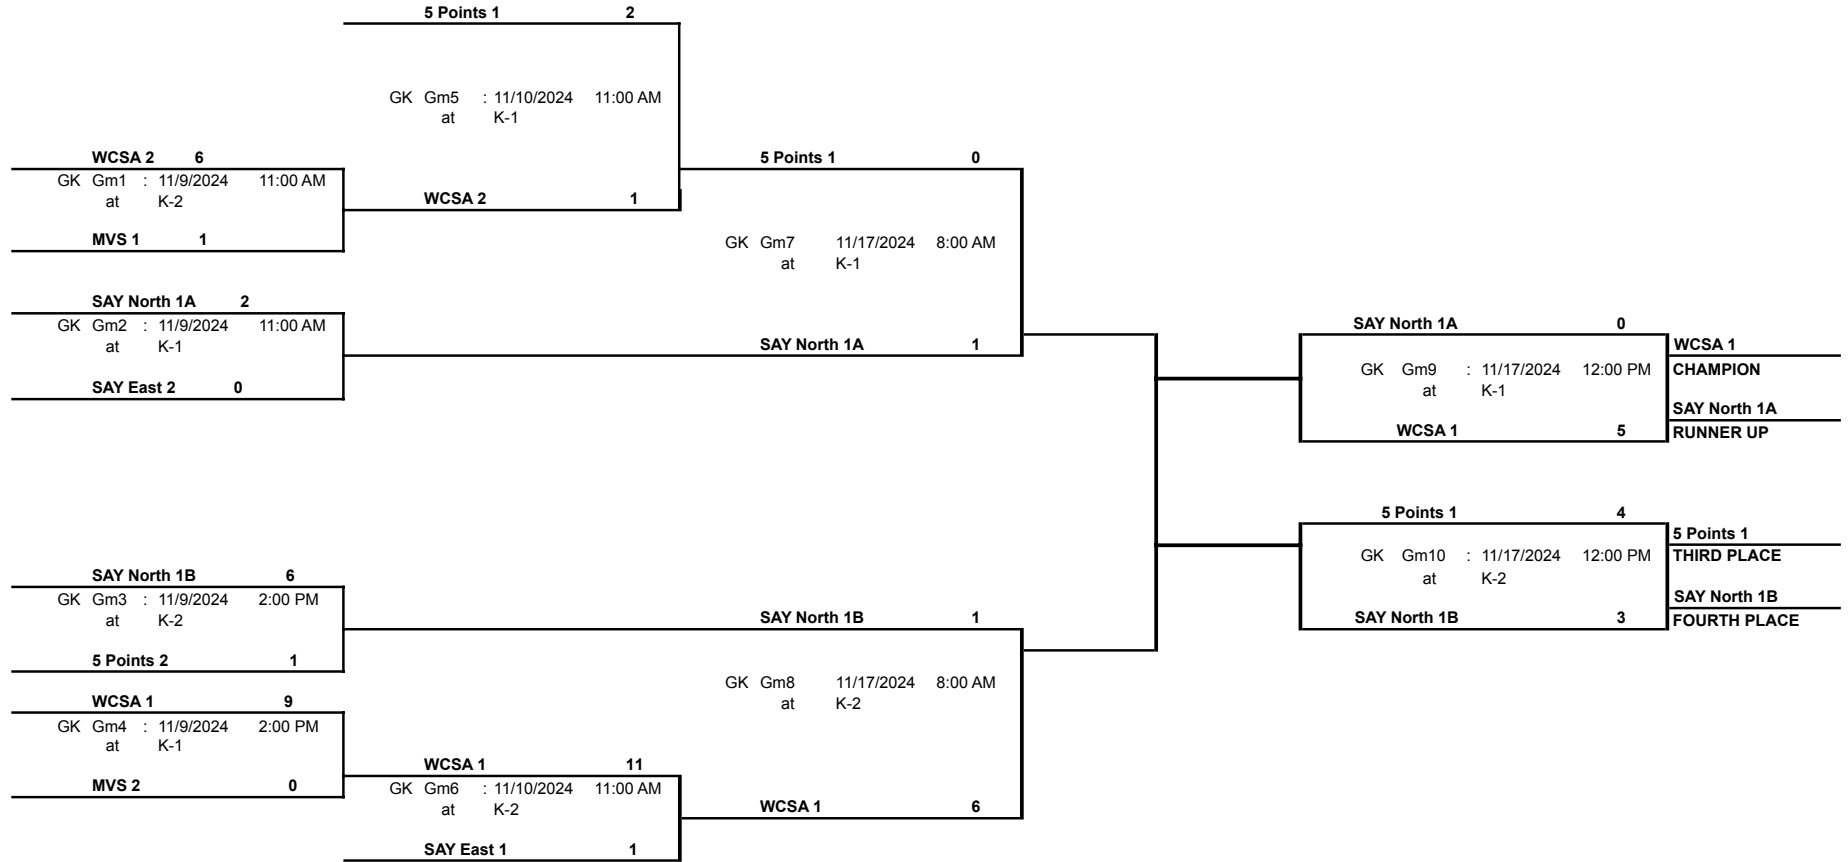 5 Points 1 2
GK Gm5 : 11/10/2024 11:00 AM
at K-1
WCSA 2 6
GK Gm1 : 11/9/2024 11:00 AM
at K-2
MVS 1 1
WCSA 2 1
5 Points 1 0
GK Gm7 11/17/2024 8:00 AM
at K-1
SAY North 1A 2
GK Gm2 : 11/9/2024 11:00 AM
at K-1
SAY East 2 0
SAY North 1A 1
SAY North 1A 0
GK Gm9 : 11/17/2024 12:00 PM
at K-1
WCSA 1 5
WCSA 1
CHAMPION
SAY North 1A
RUNNER UP
5 Points 1 4
GK Gm10 : 11/17/2024 12:00 PM
at K-2
SAY North 1B 3
5 Points 1
THIRD PLACE
SAY North 1B
FOURTH PLACE
SAY North 1B 6
GK Gm3 : 11/9/2024 2:00 PM
at K-2
5 Points 2 1
SAY North 1B 1
GK Gm8 11/17/2024 8:00 AM
at K-2
WCSA 1 9
GK Gm4 : 11/9/2024 2:00 PM
at K-1
MVS 2 0
WCSA 1 11
GK Gm6 : 11/10/2024 11:00 AM
at K-2
SAY East 1 1
WCSA 1 6